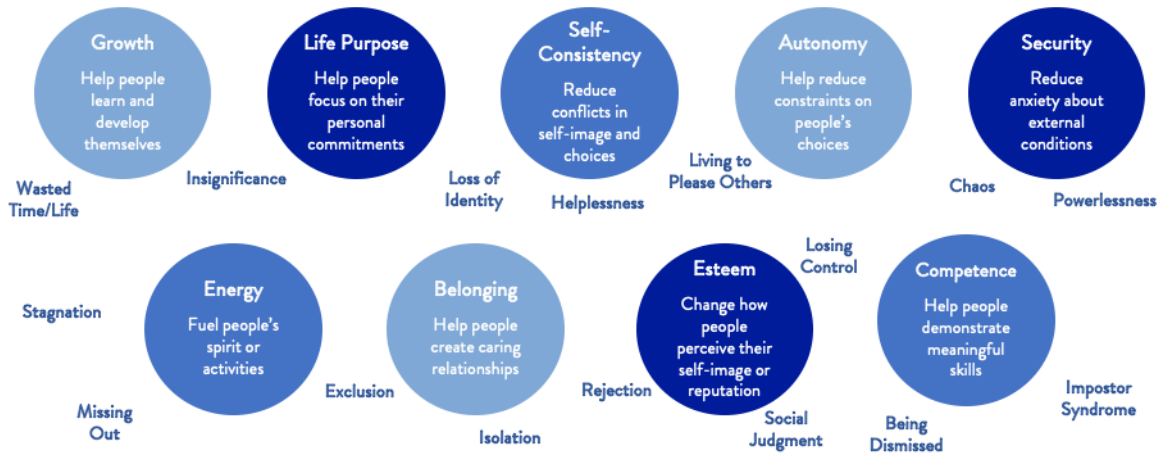 Growth
Help people
learn and
develop
themselves
Life Purpose
Help people
focus on their
personal
commitments
Self-
Consistency
Reduce
conflicts in
self-image and
choices
Autonomy
Help reduce
constraints on
people's
choices
Security
Reduce
anxiety about
external
conditions
Wasted
Time/Life
Insignificance
Loss of
Identity
Helplessness
Living to
Please Others
Chaos
Powerlessness
Stagnation
Energy
Fuel people's
spirit or
activities
Missing
Out
Exclusion
Belonging
Help people
create caring
relationships
Isolation
Rejection
Esteem
Change how
people
perceive their
self-image or
reputation
Losing
Control
Social
Judgment
Competence
Help people
demonstrate
meaningful
skills
Being
Dismissed
Impostor
Syndrome